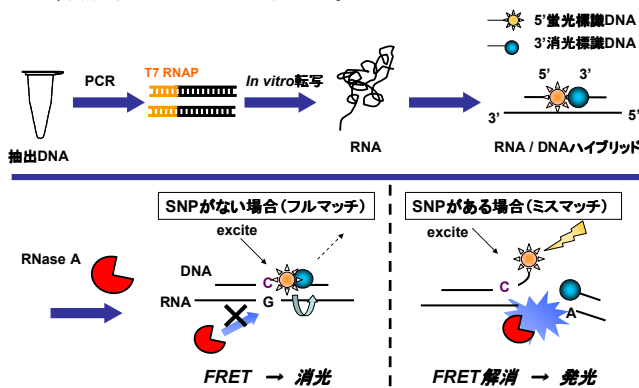 5'蛍光標識DNA
3'消光標識DNA
PCR
T7 RNAP
In vitro転写
5' 3'
3' 5'
抽出DNA
RNA
RNA / DNAハイブリッド
SNPがない場合(フルマッチ)
SNPがある場合(ミスマッチ)
excite
excite
RNase A
DNA
C
C
RNA
G
A
FRET → 消光
FRET解消 → 発光